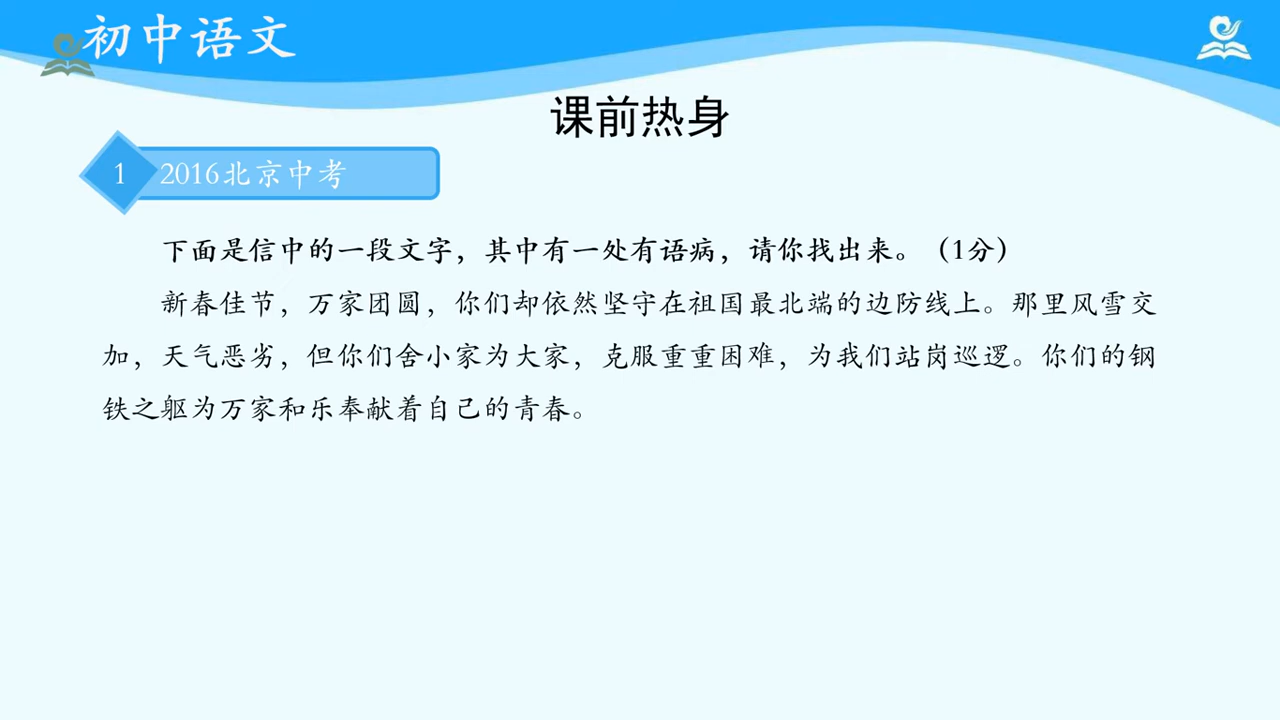 初中语文
课前热身
1 2016北京中考
下面是信中的一段文字，其中有一处有语病，请你找出来。（1分）
新春佳节，万家团圆，你们却依然坚守在祖国最北端的边防线上。那里风雪交
加，天气恶劣，但你们舍小家为大家，克服重重困难，为我们站岗巡逻。你们的钢
铁之躯为万家和乐奉献着自己的青春。